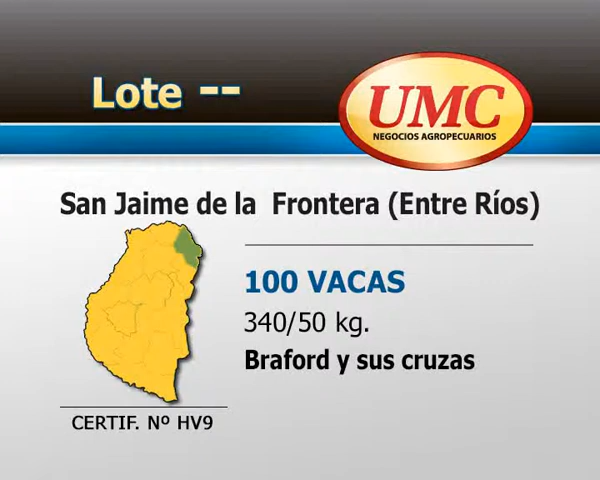 Lote --
UMC
NEGOCIOS AGROPECUARIOS
San Jaime de la Frontera (Entre Ríos)
100 VACAS
340/50 kg.
Braford y sus cruzas
CERTIF. Nº HV9